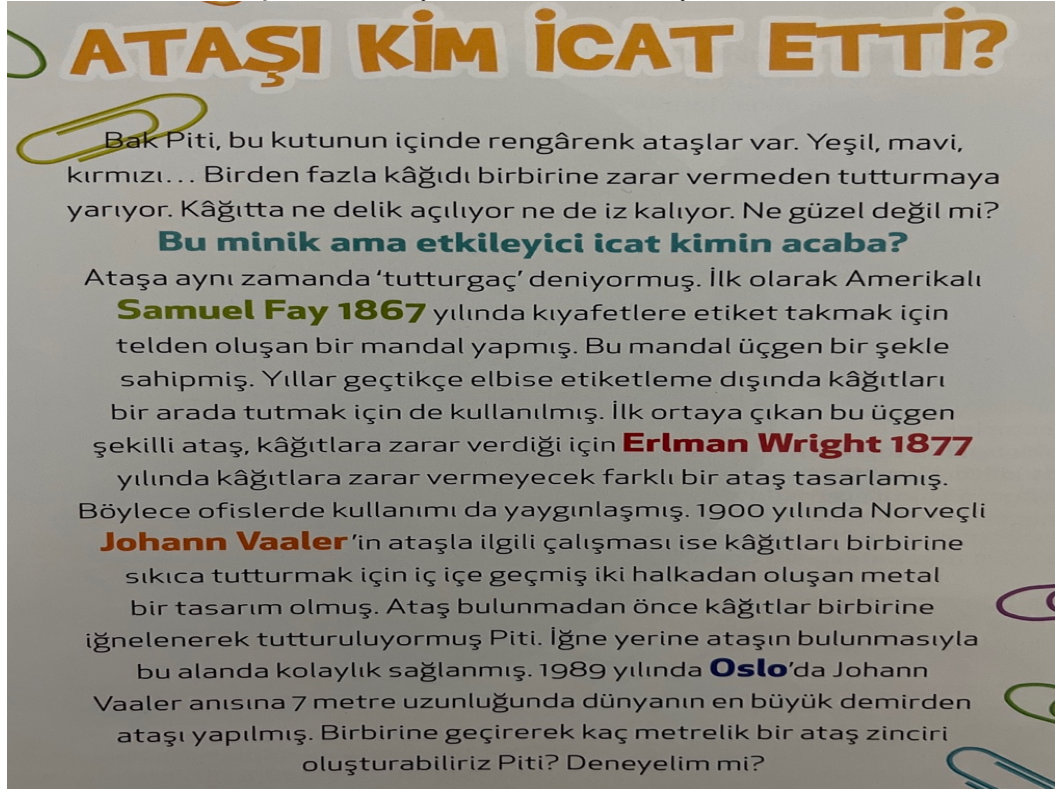 ATAŞI KİM İCAT ETTİ?
Bak Piti, bu kutunun içinde rengârenk ataşlar var. Yeşil, mavi,
kırmızı... Birden fazla kâğıdı birbirine zarar vermeden tutturmaya
yarıyor. Kâğıtta ne delik açılıyor ne de iz kalıyor. Ne güzel değil mi?
Bu minik ama etkileyici icat kimin acaba?
Ataşa aynı zamanda 'tutturgaç' deniyormuş. İlk olarak Amerikalı
Samuel Fay 1867 yılında kıyafetlere etiket takmak için
telden oluşan bir mandal yapmış. Bu mandal üçgen bir şekle
sahipmiş. Yıllar geçtikçe elbise etiketleme dışında kâğıtları
bir arada tutmak için de kullanılmış. İlk ortaya çıkan bu üçgen
şekilli ataş, kâğıtlara zarar verdiği için Erlman Wright 1877
yılında kâğıtlara zarar vermeyecek farklı bir ataş tasarlamış.
Böylece ofislerde kullanımı da yaygınlaşmış. 1900 yılında Norveçli
Johann Vaaler'in ataşla ilgili çalışması ise kâğıtları birbirine
sıkıca tutturmak için iç içe geçmiş iki halkadan oluşan metal
bir tasarım olmuş. Ataş bulunmadan önce kâğıtlar birbirine
iğnelenerek tutturuluyormuş Piti. İğne yerine ataşın bulunmasıyla
bu alanda kolaylık sağlanmış. 1989 yılında Oslo'da Johann
Vaaler anısına 7 metre uzunluğunda dünyanın en büyük demirden
ataşı yapılmış. Birbirine geçirerek kaç metrelik bir ataş zinciri
oluşturabiliriz Piti? Deneyelim mi?